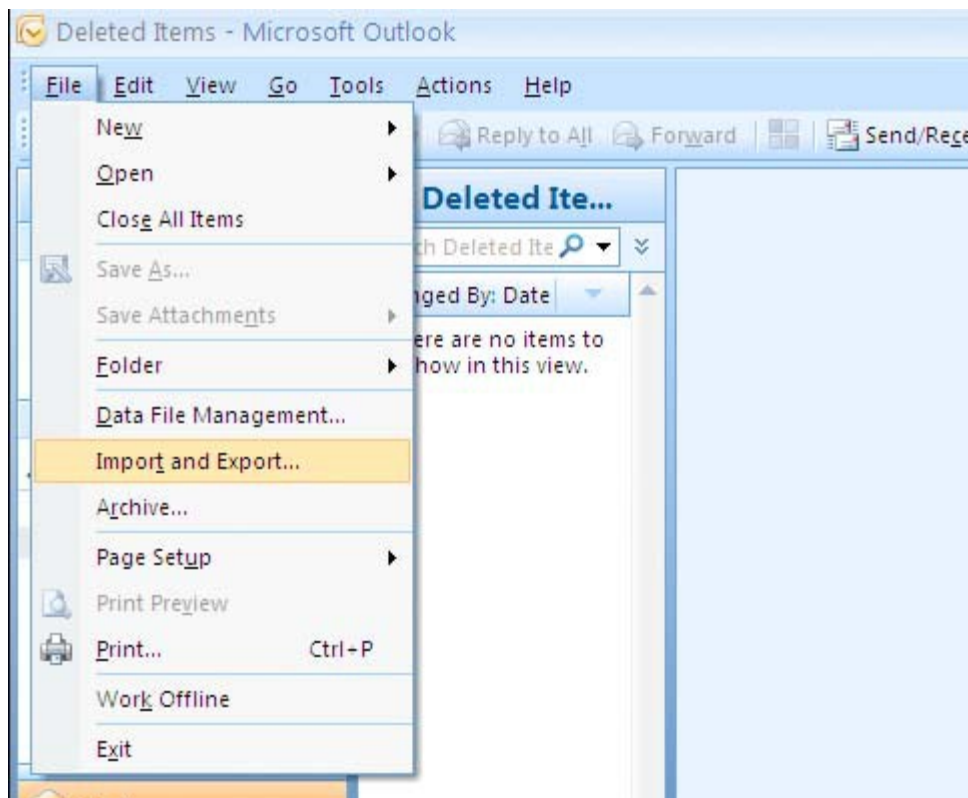 Deleted Items - Microsoft Outlook
File Edit View Go Tools Actions Help
Reply to All Forward Send/Rece
New
Open
Close All Items
Save As...
Save Attachments
Folder
Data File Management...
Import and Export...
Archive...
Page Setup
Print Preview
Print... Ctrl+P
Work Offline
Exit
Deleted Ite...
ch Deleted Ite
nged By: Date
ere are no items to
how in this view.